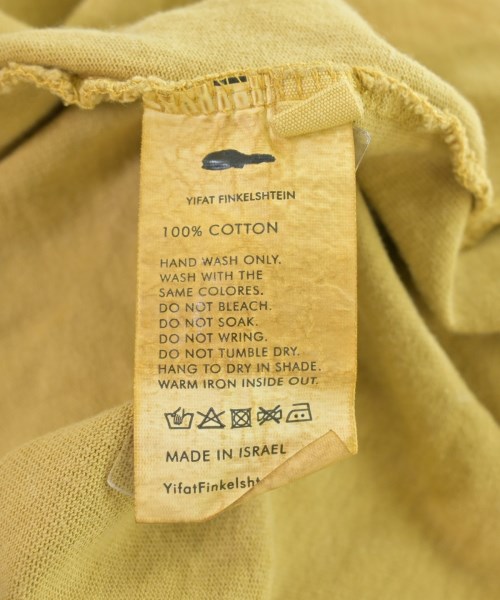 YIFAT FINKELSHTEIN
100% COTTON
HAND WASH ONLY.
WASH WITH THE
SAME COLORES.
DO NOT BLEACH.
DO NOT SOAK.
DO NOT WRING.
DO NOT TUMBLE DRY.
HANG TO DRY IN SHADE.
WARM IRON INSIDE OUT.
MADE IN ISRAEL
YifatFinkelsht